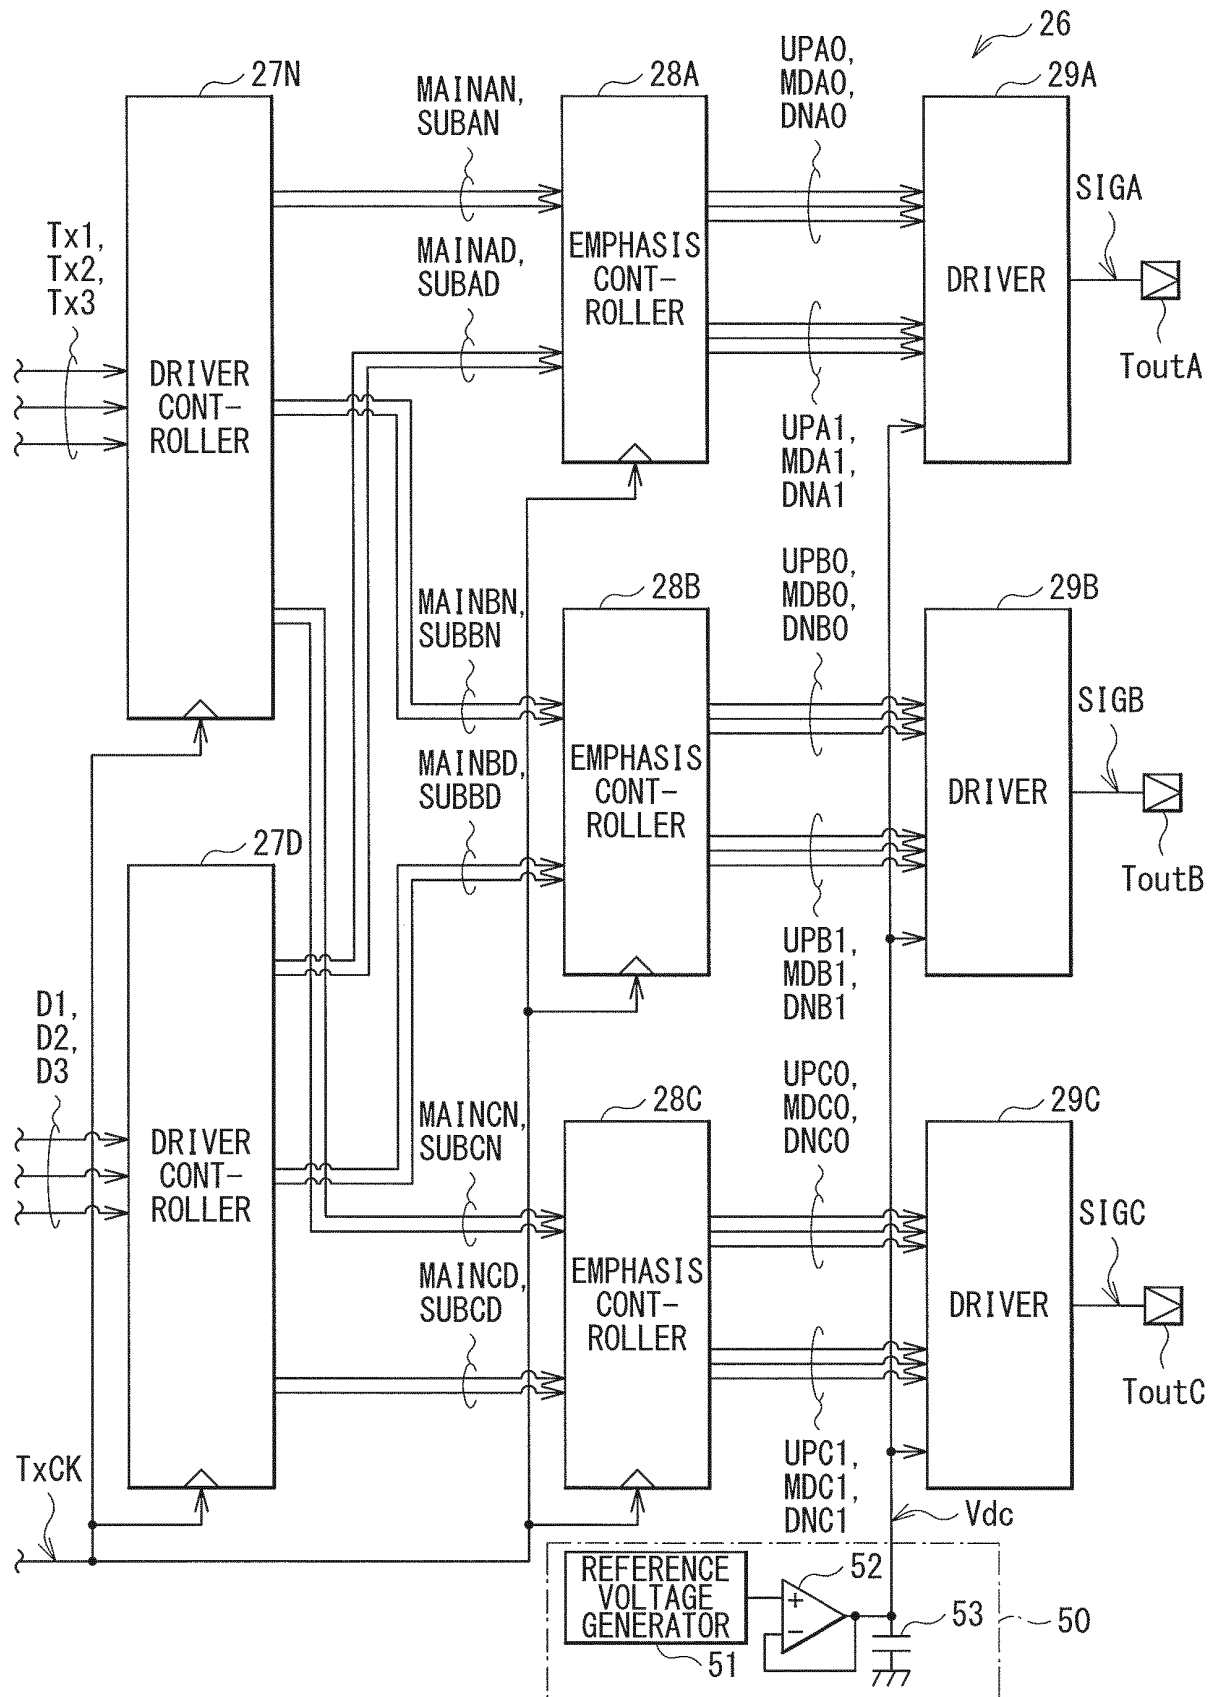 26
27N
MAINAN,
SUBAN
28A
UPA0,
MDA0,
DNA0
29A
Tx1,
Tx2,
Tx3
DRIVER
CONT-
ROLLER
MAINAD,
SUBAD
EMPHASIS
CONT-
ROLLER
DRIVER
SIGA
ToutA
UPA1,
MDA1,
DNA1
MAINBN,
SUBBN
28B
UPB0,
MDB0,
DNB0
29B
MAINBD,
SUBBD
EMPHASIS
CONT-
ROLLER
DRIVER
SIGB
ToutB
27D
UPB1,
MDB1,
DNB1
D1,
D2,
D3
DRIVER
CONT-
ROLLER
MAINCN,
SUBCN
28C
UPC0,
MDC0,
DNC0
29C
MAINCD,
SUBCD
EMPHASIS
CONT-
ROLLER
DRIVER
SIGC
ToutC
UPC1,
MDC1,
DNC1
TxCK
Vdc
REFERENCE
VOLTAGE
GENERATOR
51
52
+
−
53
50